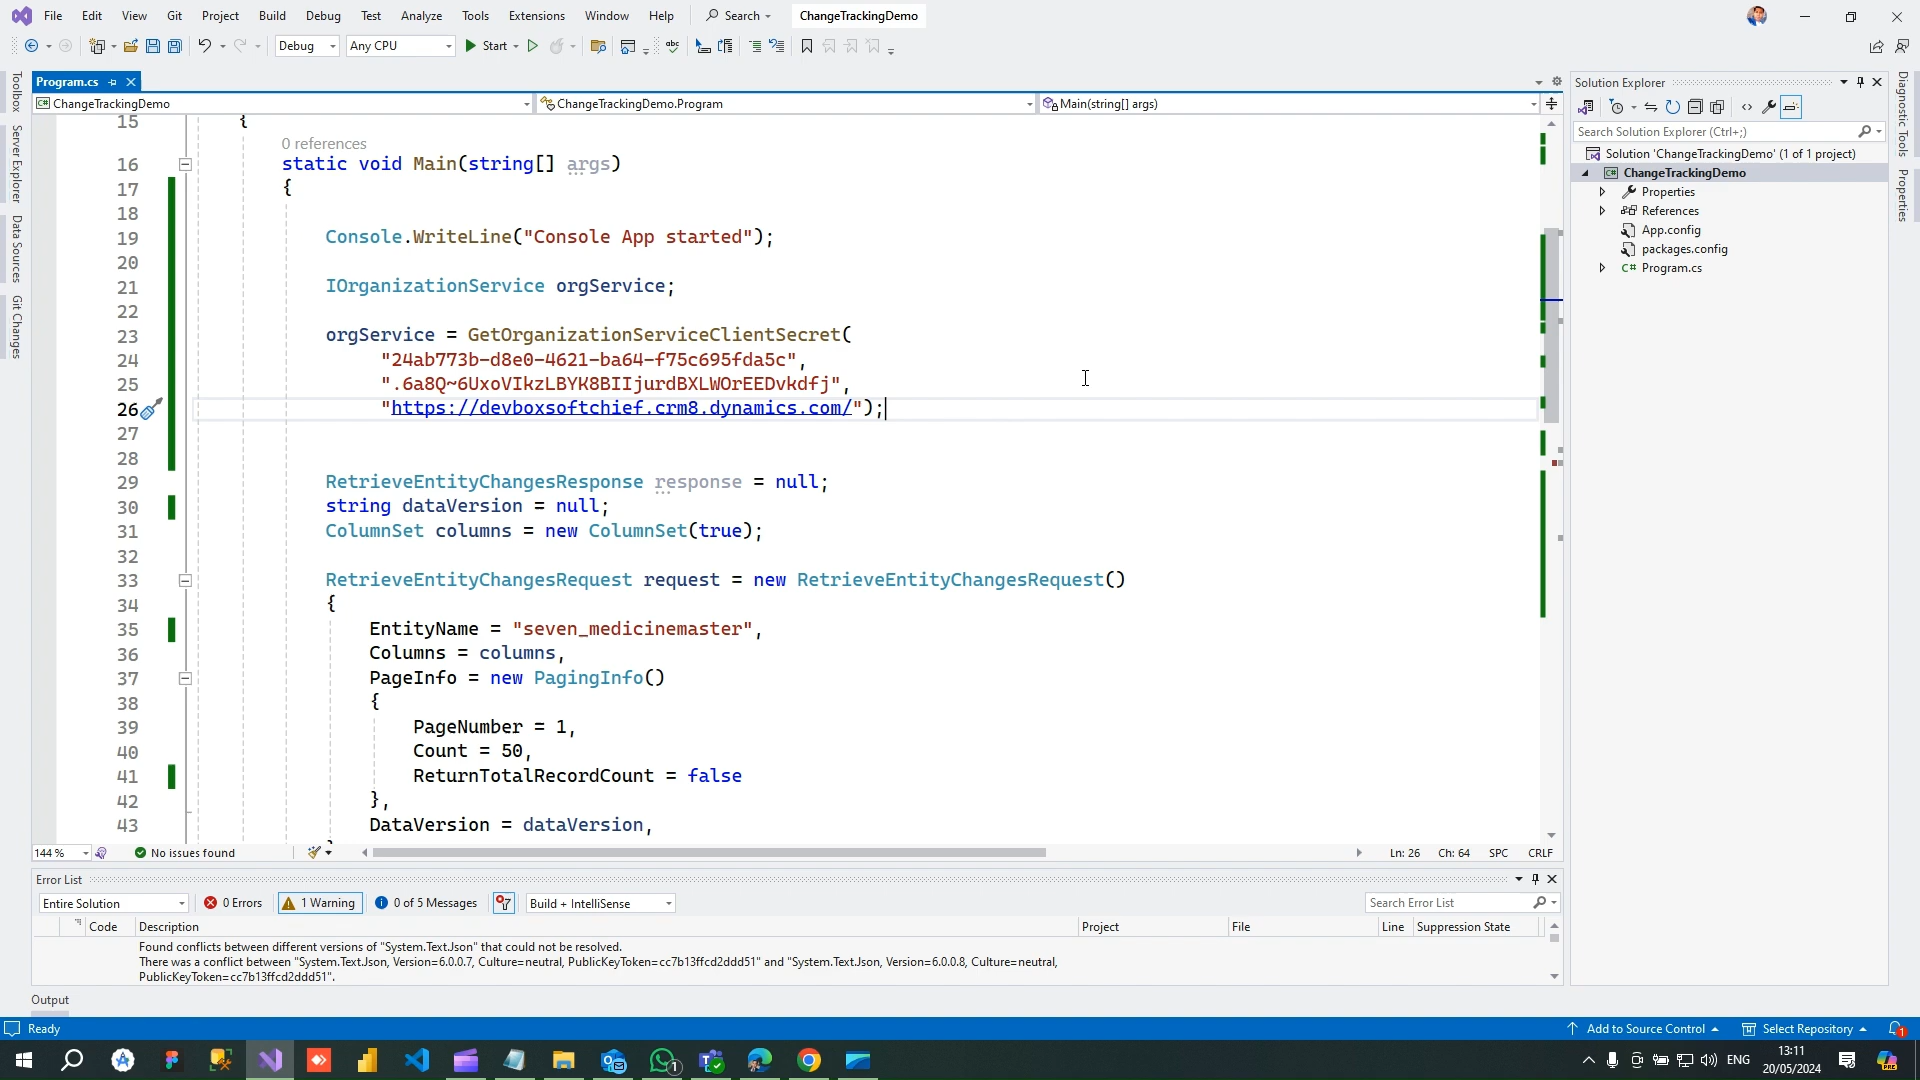 File Edit View Git Project Build Debug Test Analyze Tools Extensions Window Help Search ChangeTrackingDemo
Debug Any CPU Start
Program.cs
ChangeTrackingDemo ChangeTrackingDemo.Program Main(string[] args)
15 {
0 references
16 static void Main(string[] args)
17 {
18
19 Console.WriteLine("Console App started");
20
21 IOrganizationService orgService;
22
23 orgService = GetOrganizationServiceClientSecret(
24 "24ab773b-d8e0-4621-ba64-f75c695fda5c",
25 ".6a8Q~6UxoVIkzLBYK8BIIjurdBXLWOrEEDvkdfj",
26 "https://devboxsoftchief.crm8.dynamics.com/");
27
28
29 RetrieveEntityChangesResponse response = null;
30 string dataVersion = null;
31 ColumnSet columns = new ColumnSet(true);
32
33 RetrieveEntityChangesRequest request = new RetrieveEntityChangesRequest()
34 {
35 EntityName = "seven_medicinemaster",
36 Columns = columns,
37 PageInfo = new PagingInfo()
38 {
39 PageNumber = 1,
40 Count = 50,
41 ReturnTotalRecordCount = false
42 },
43 DataVersion = dataVersion,
144 % No issues found Ln: 26 Ch: 64 SPC CRLF
Error List
Entire Solution 0 Errors 1 Warning 0 of 5 Messages Build + IntelliSense Search Error List
Code Description Project File Line Suppression State
Found conflicts between different versions of "System.Text.Json" that could not be resolved.
There was a conflict between "System.Text.Json, Version=6.0.0.7, Culture=neutral, PublicKeyToken=cc7b13ffcd2ddd51" and "System.Text.Json, Version=6.0.0.8, Culture=neutral,
PublicKeyToken=cc7b13ffcd2ddd51".
Output
Ready Add to Source Control Select Repository 1
Toolbox
Server Explorer
Data Sources
Git Changes
Solution Explorer
Search Solution Explorer (Ctrl+;)
Solution 'ChangeTrackingDemo' (1 of 1 project)
ChangeTrackingDemo
Properties
References
App.config
packages.config
C# Program.cs
Diagnostic Tools
Properties
ENG 13:11
20/05/2024